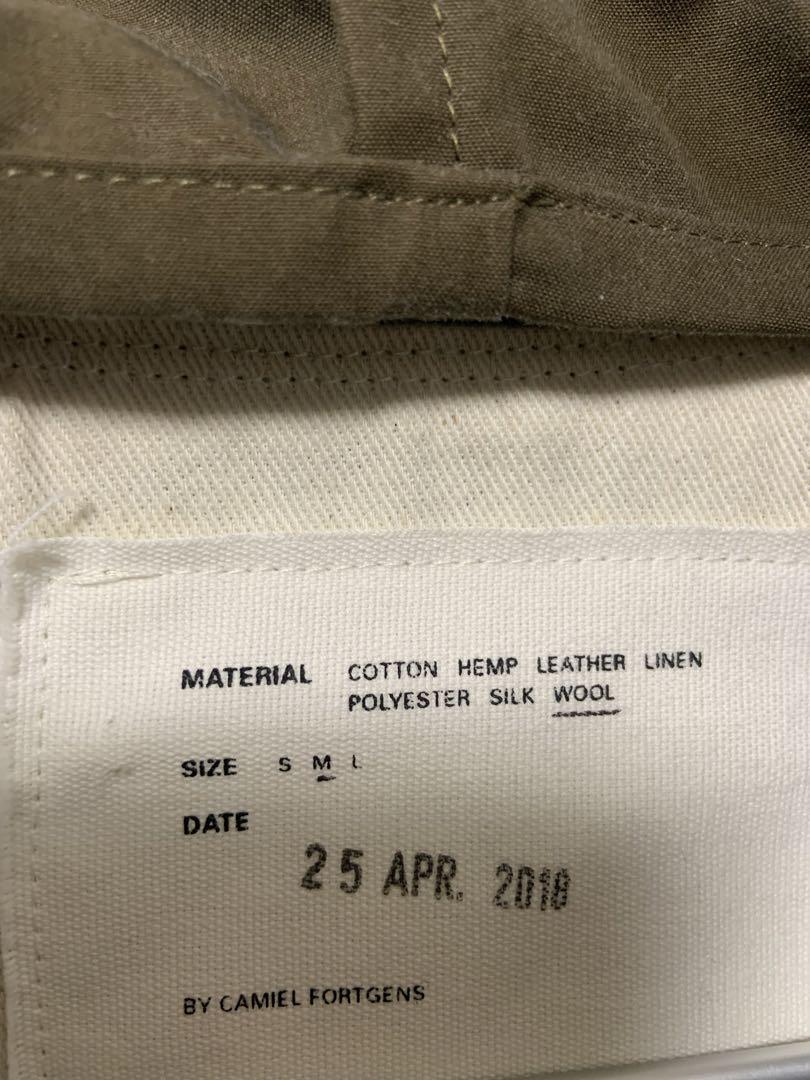 MATERIAL COTTON HEMP LEATHER LINEN
POLYESTER SILK WOOL
SIZE S M L
DATE
25 APR. 2018
BY CAMIEL FORTGENS